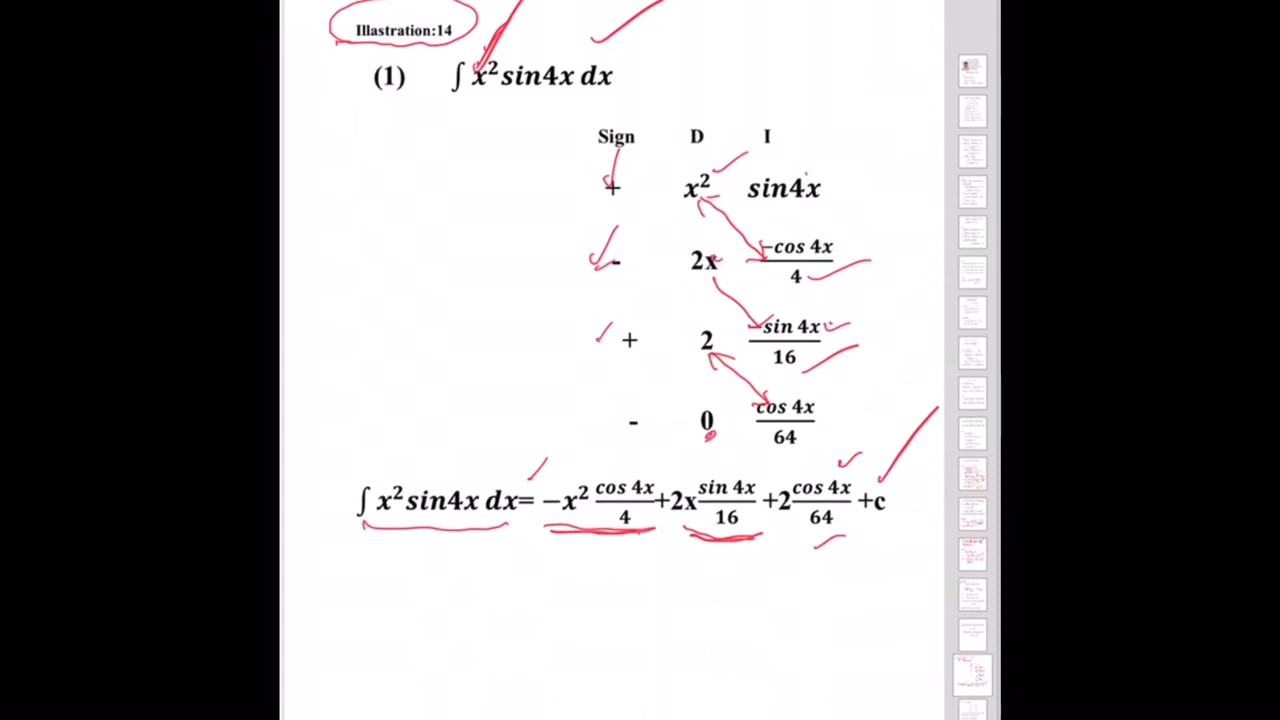 Illastration:14
(1) ∫ x² sin4x dx
Sign D I
+ x² sin4x
- 2x -cos 4x/4
+ 2 -sin 4x/16
- 0 cos 4x/64
∫ x² sin4x dx= −x² cos 4x/4 +2x sin 4x/16 +2 cos 4x/64 +c